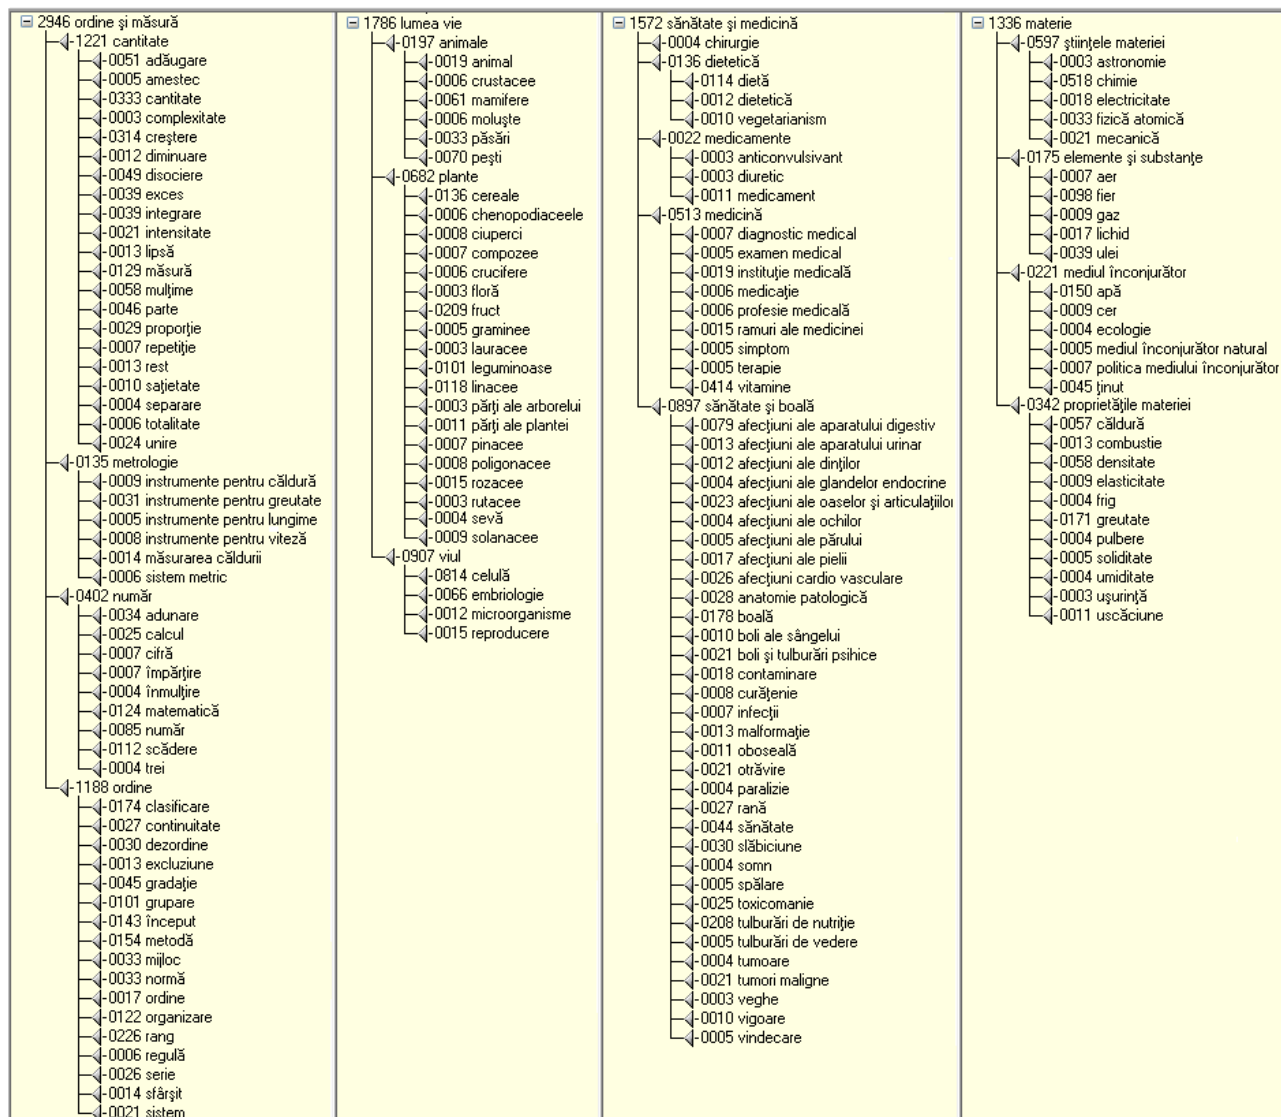 2946 ordine şi măsură
1221 cantitate
0051 adăugare
0005 amestec
0333 cantitate
0003 complexitate
0314 creştere
0012 diminuare
0049 disociere
0039 exces
0039 integrare
0021 intensitate
0013 lipsă
0129 măsură
0058 mulţime
0046 parte
0029 proporţie
0007 repetiţie
0013 rest
0010 saţietate
0004 separare
0006 totalitate
0024 unire
0135 metrologie
0009 instrumente pentru căldură
0031 instrumente pentru greutate
0005 instrumente pentru lungime
0008 instrumente pentru viteză
0014 măsurarea căldurii
0006 sistem metric
0402 număr
0034 adunare
0025 calcul
0007 cifră
0007 împărţire
0004 înmulţire
0124 matematică
0085 număr
0112 scădere
0004 trei
1188 ordine
0174 clasificare
0027 continuitate
0030 dezordine
0013 excluziune
0045 gradaţie
0101 grupare
0143 început
0154 metodă
0033 mijloc
0033 normă
0017 ordine
0122 organizare
0226 rang
0006 regulă
0026 serie
0014 sfârşit
0021 sistem
1786 lumea vie
0197 animale
0019 animal
0006 crustacee
0061 mamifere
0006 moluşte
0033 păsări
0070 peşti
0682 plante
0136 cereale
0006 chenopodiaceele
0008 ciuperci
0007 compozee
0006 crucifere
0003 floră
0209 fruct
0005 graminee
0003 lauracee
0101 leguminoase
0118 linacee
0003 părţi ale arborelui
0011 părţi ale plantei
0007 pinacee
0008 poligonacee
0015 rozacee
0003 rutacee
0004 sevă
0009 solanacee
0907 viul
0814 celulă
0066 embriologie
0012 microorganisme
0015 reproducere
1572 sănătate şi medicină
0004 chirurgie
0136 dietetică
0114 dietă
0012 dietetică
0010 vegetarianism
0022 medicamente
0003 anticonvulsivant
0003 diuretic
0011 medicament
0513 medicină
0007 diagnostic medical
0005 examen medical
0019 instituţie medicală
0006 medicaţie
0006 profesie medicală
0015 ramuri ale medicinei
0005 simptom
0005 terapie
0414 vitamine
0897 sănătate şi boală
0079 afecţiuni ale aparatului digestiv
0013 afecţiuni ale aparatului urinar
0012 afecţiuni ale dinţilor
0004 afecţiuni ale glandelor endocrine
0023 afecţiuni ale oaselor şi articulaţiilor
0004 afecţiuni ale ochilor
0005 afecţiuni ale părului
0017 afecţiuni ale pielii
0026 afecţiuni cardio vasculare
0028 anatomie patologică
0178 boală
0010 boli ale sângelui
0021 boli şi tulburări psihice
0018 contaminare
0008 curăţenie
0007 infecţii
0013 malformaţie
0011 oboseală
0021 otrăvire
0004 paralizie
0027 rană
0044 sănătate
0030 slăbiciune
0004 somn
0005 spălare
0025 toxicomanie
0208 tulburări de nutriţie
0005 tulburări de vedere
0004 tumoare
0021 tumori maligne
0003 veghe
0010 vigoare
0005 vindecare
1336 materie
0597 ştiinţele materiei
0003 astronomie
0518 chimie
0018 electricitate
0033 fizică atomică
0021 mecanică
0175 elemente şi substanţe
0007 aer
0098 fier
0009 gaz
0017 lichid
0039 ulei
0221 mediul înconjurător
0150 apă
0009 cer
0004 ecologie
0005 mediul înconjurător natural
0007 politica mediului înconjurător
0045 ţinut
0342 proprietăţile materiei
0057 căldură
0013 combustie
0058 densitate
0009 elasticitate
0004 frig
0171 greutate
0004 pulbere
0005 soliditate
0004 umiditate
0003 uşurinţă
0011 uscăciune